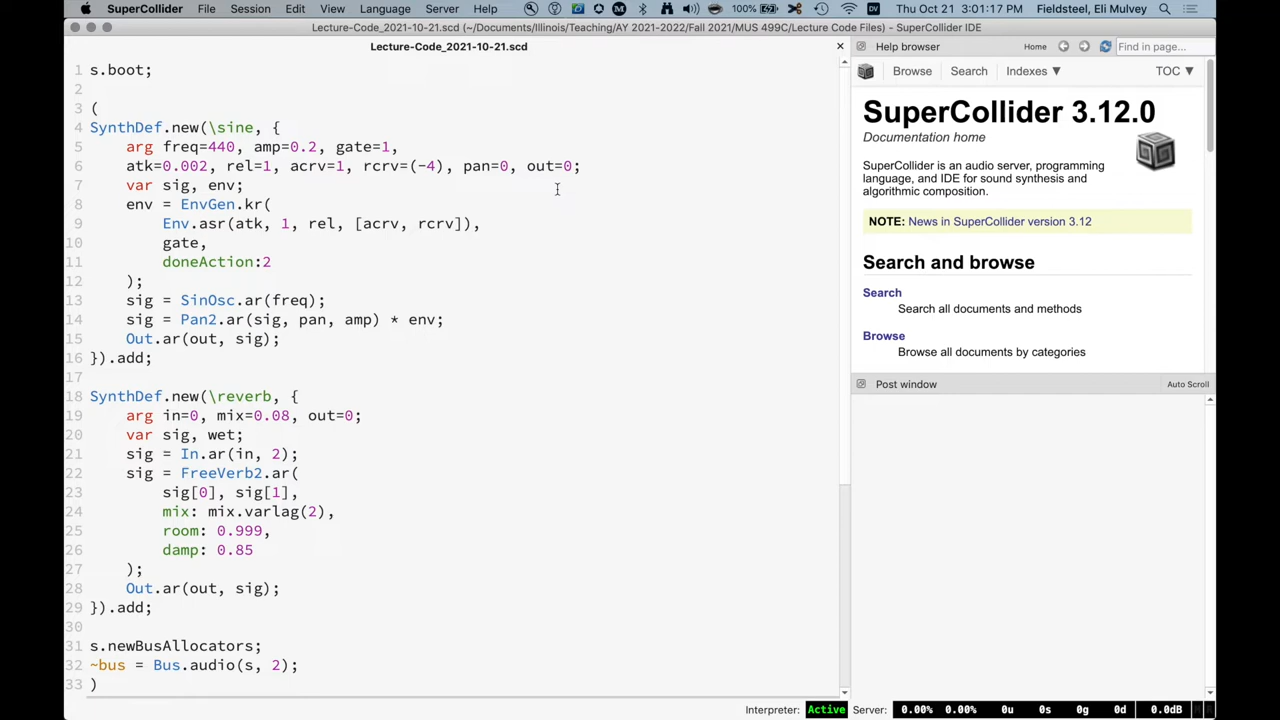 SuperCollider File Session Edit View Language Server Help 100% Thu Oct 21 3:01:17 PM Fieldsteel, Eli Mulvey
Lecture-Code_2021-10-21.scd (~/Documents/Illinois/Teaching/AY 2021-2022/Fall 2021/MUS 499C/Lecture Code Files) - SuperCollider IDE
Lecture-Code_2021-10-21.scd
1 s.boot;
2
3 (
4 SynthDef.new(\sine, {
5 arg freq=440, amp=0.2, gate=1,
6 atk=0.002, rel=1, acrv=1, rcrv=(-4), pan=0, out=0;
7 var sig, env;
8 env = EnvGen.kr(
9 Env.asr(atk, 1, rel, [acrv, rcrv]),
10 gate,
11 doneAction:2
12 );
13 sig = SinOsc.ar(freq);
14 sig = Pan2.ar(sig, pan, amp) * env;
15 Out.ar(out, sig);
16 }).add;
17
18 SynthDef.new(\reverb, {
19 arg in=0, mix=0.08, out=0;
20 var sig, wet;
21 sig = In.ar(in, 2);
22 sig = FreeVerb2.ar(
23 sig[0], sig[1],
24 mix: mix.varlag(2),
25 room: 0.999,
26 damp: 0.85
27 );
28 Out.ar(out, sig);
29 }).add;
30
31 s.newBusAllocators;
32 ~bus = Bus.audio(s, 2);
33 )
Help browser Home Find in page...
Browse Search Indexes ▼ TOC ▼
SuperCollider 3.12.0
Documentation home
SuperCollider is an audio server, programming
language, and IDE for sound synthesis and
algorithmic composition.
NOTE: News in SuperCollider version 3.12
Search and browse
Search
Search all documents and methods
Browse
Browse all documents by categories
Post window Auto Scroll
Interpreter: Active Server: 0.00% 0.00% 0u 0s 0g 0d 0.0dB M R